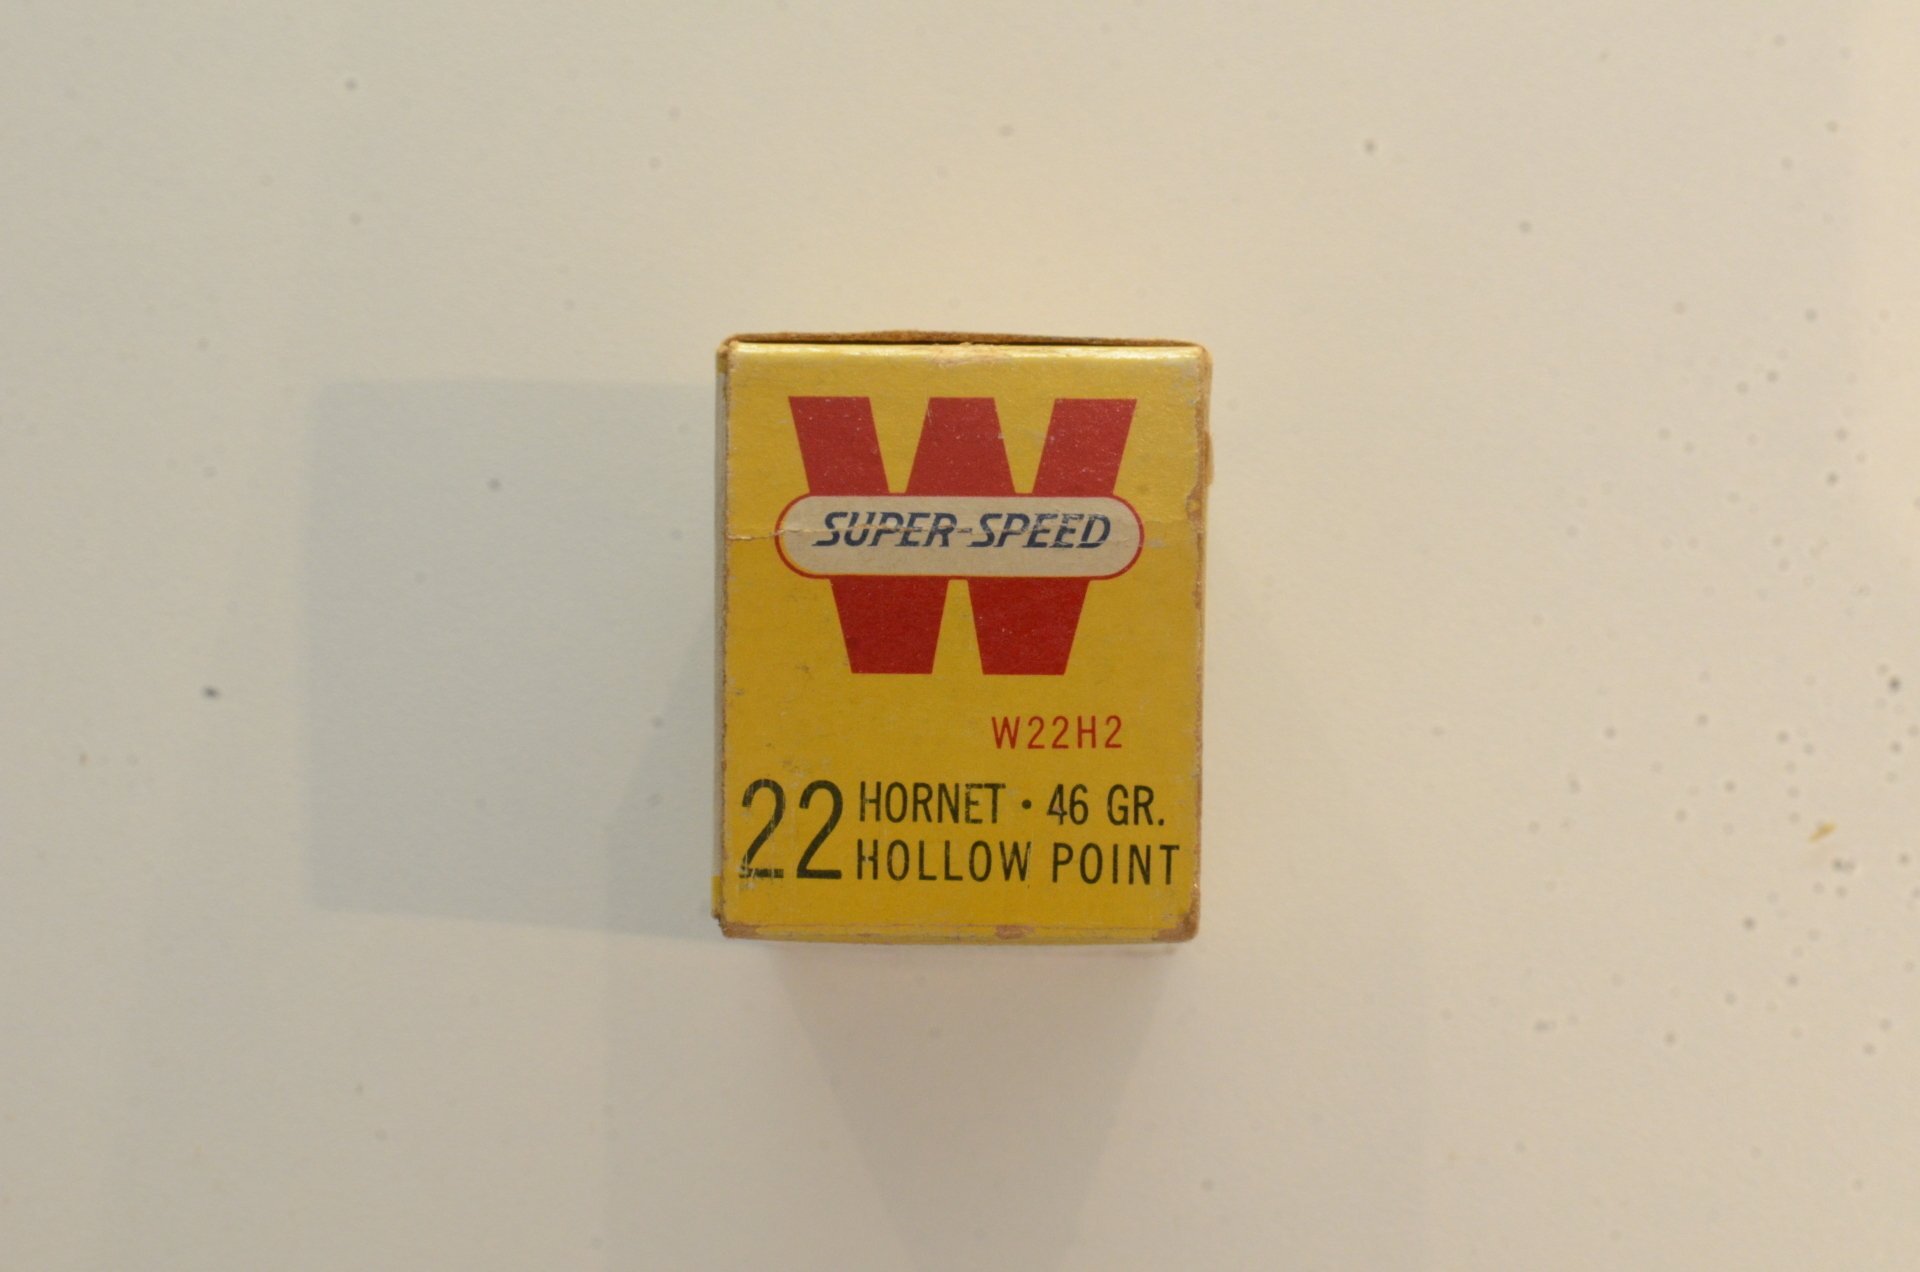 W
SUPER-SPEED
W22H2
22 HORNET · 46 GR.
HOLLOW POINT